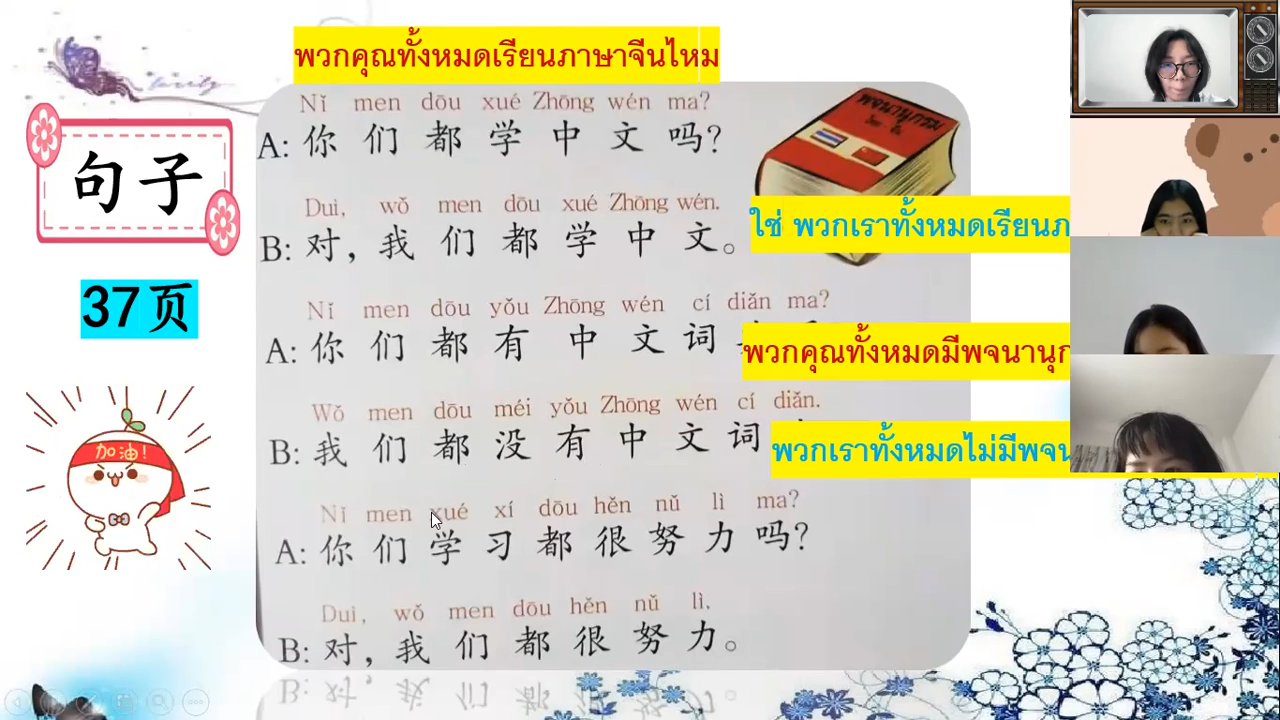 พวกคุณทั้งหมดเรียนภาษาจีนไหม
句子
37页
加油!
พจนานุกรม
ไทย จีน
Nǐ men dōu xué Zhōng wén ma?
A: 你们都学中文吗?
Duì, wǒ men dōu xué Zhōng wén.
B: 对,我们都学中文。
ใช่ พวกเราทั้งหมดเรียนภ
Nǐ men dōu yǒu Zhōng wén cí diǎn ma?
A: 你们都有中文词
พวกคุณทั้งหมดมีพจนานุก
Wǒ men dōu méi yǒu Zhōng wén cí diǎn.
B: 我们都没有中文词
พวกเราทั้งหมดไม่มีพจน
Nǐ men xué xí dōu hěn nǔ lì ma?
A: 你们学习都很努力吗?
Duì, wǒ men dōu hěn nǔ lì.
B: 对,我们都很努力。